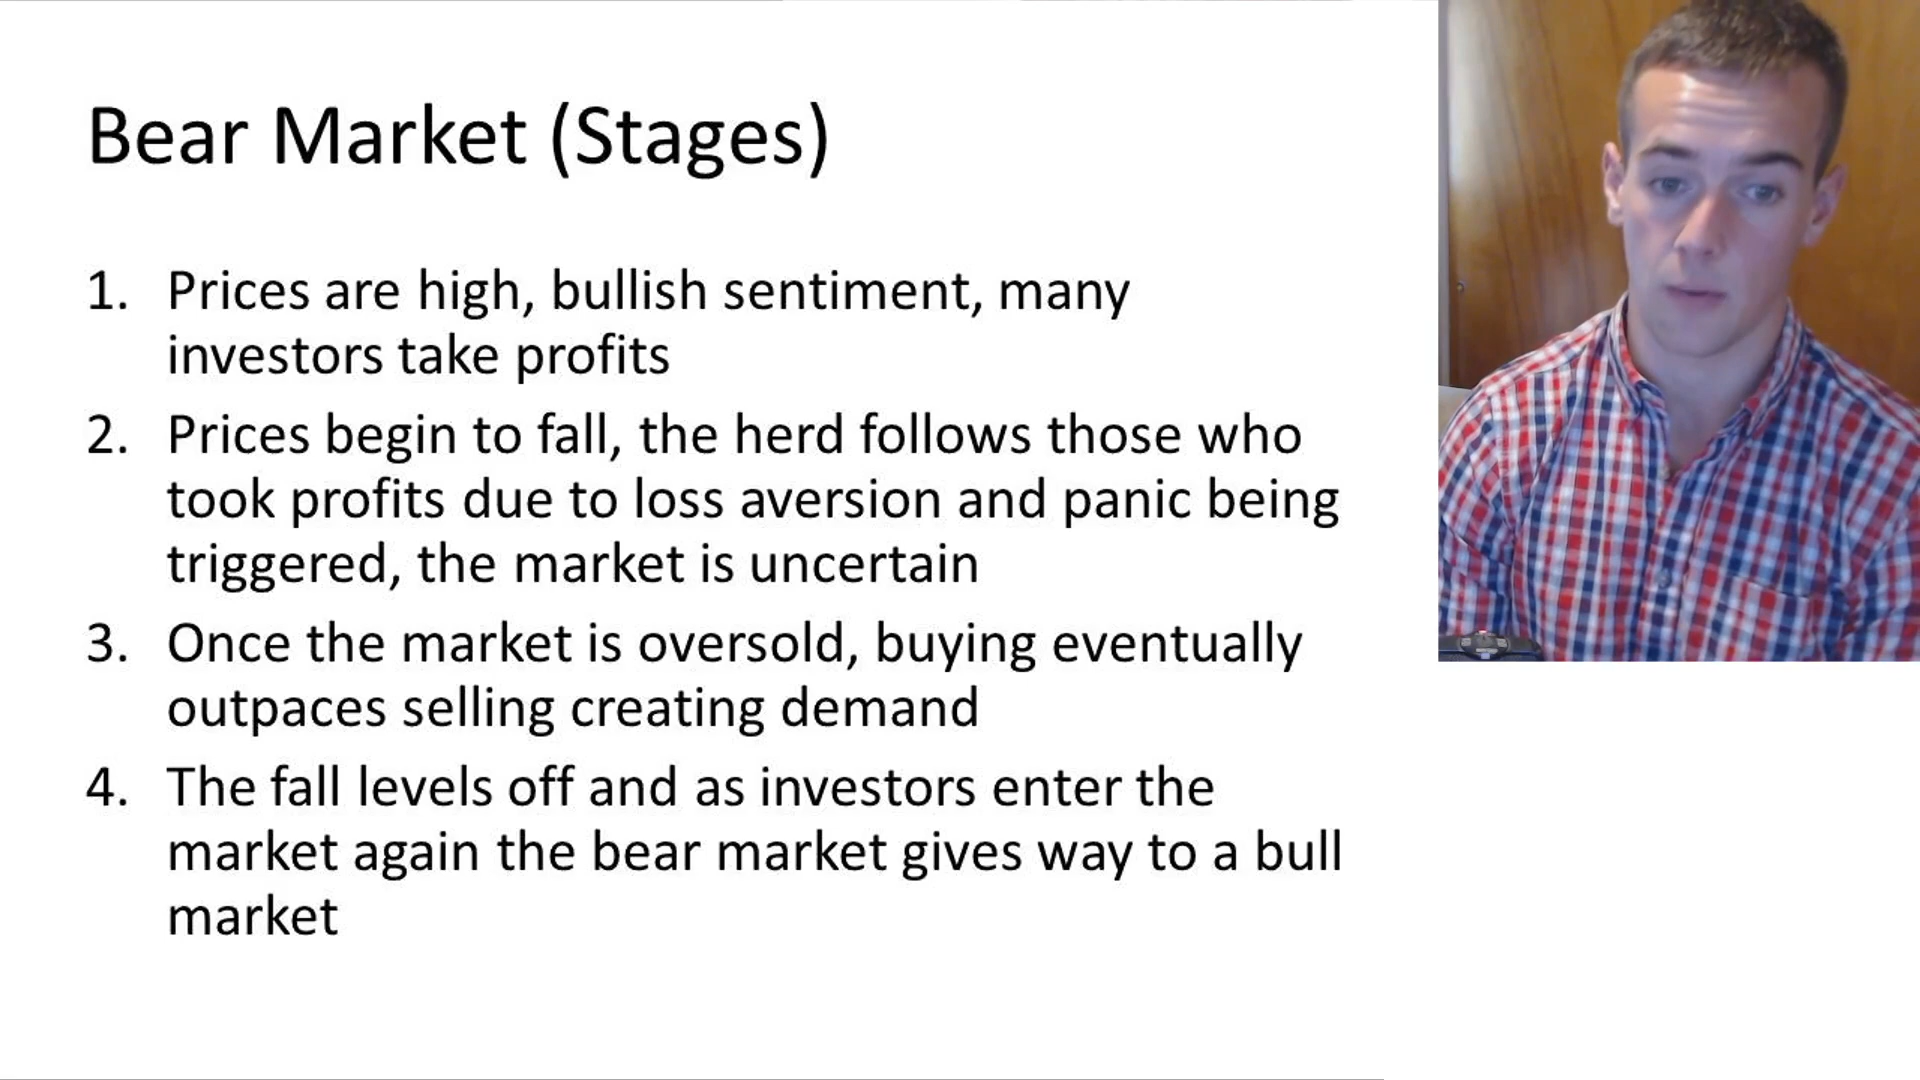 Bear Market (Stages)
1. Prices are high, bullish sentiment, many
investors take profits
2. Prices begin to fall, the herd follows those who
took profits due to loss aversion and panic being
triggered, the market is uncertain
3. Once the market is oversold, buying eventually
outpaces selling creating demand
4. The fall levels off and as investors enter the
market again the bear market gives way to a bull
market